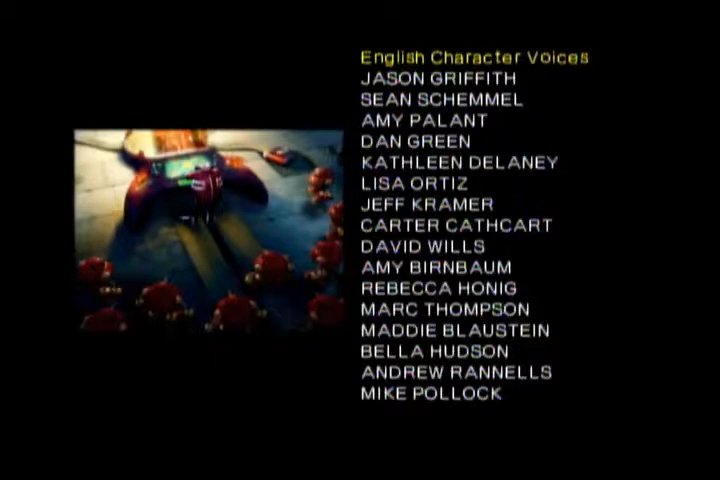 English Character Voices
JASON GRIFFITH
SEAN SCHEMMEL
AMY PALANT
DAN GREEN
KATHLEEN DELANEY
LISA ORTIZ
JEFF KRAMER
CARTER CATHCART
DAVID WILLS
AMY BIRNBAUM
REBECCA HONIG
MARC THOMPSON
MADDIE BLAUSTEIN
BELLA HUDSON
ANDREW RANNELLS
MIKE POLLOCK